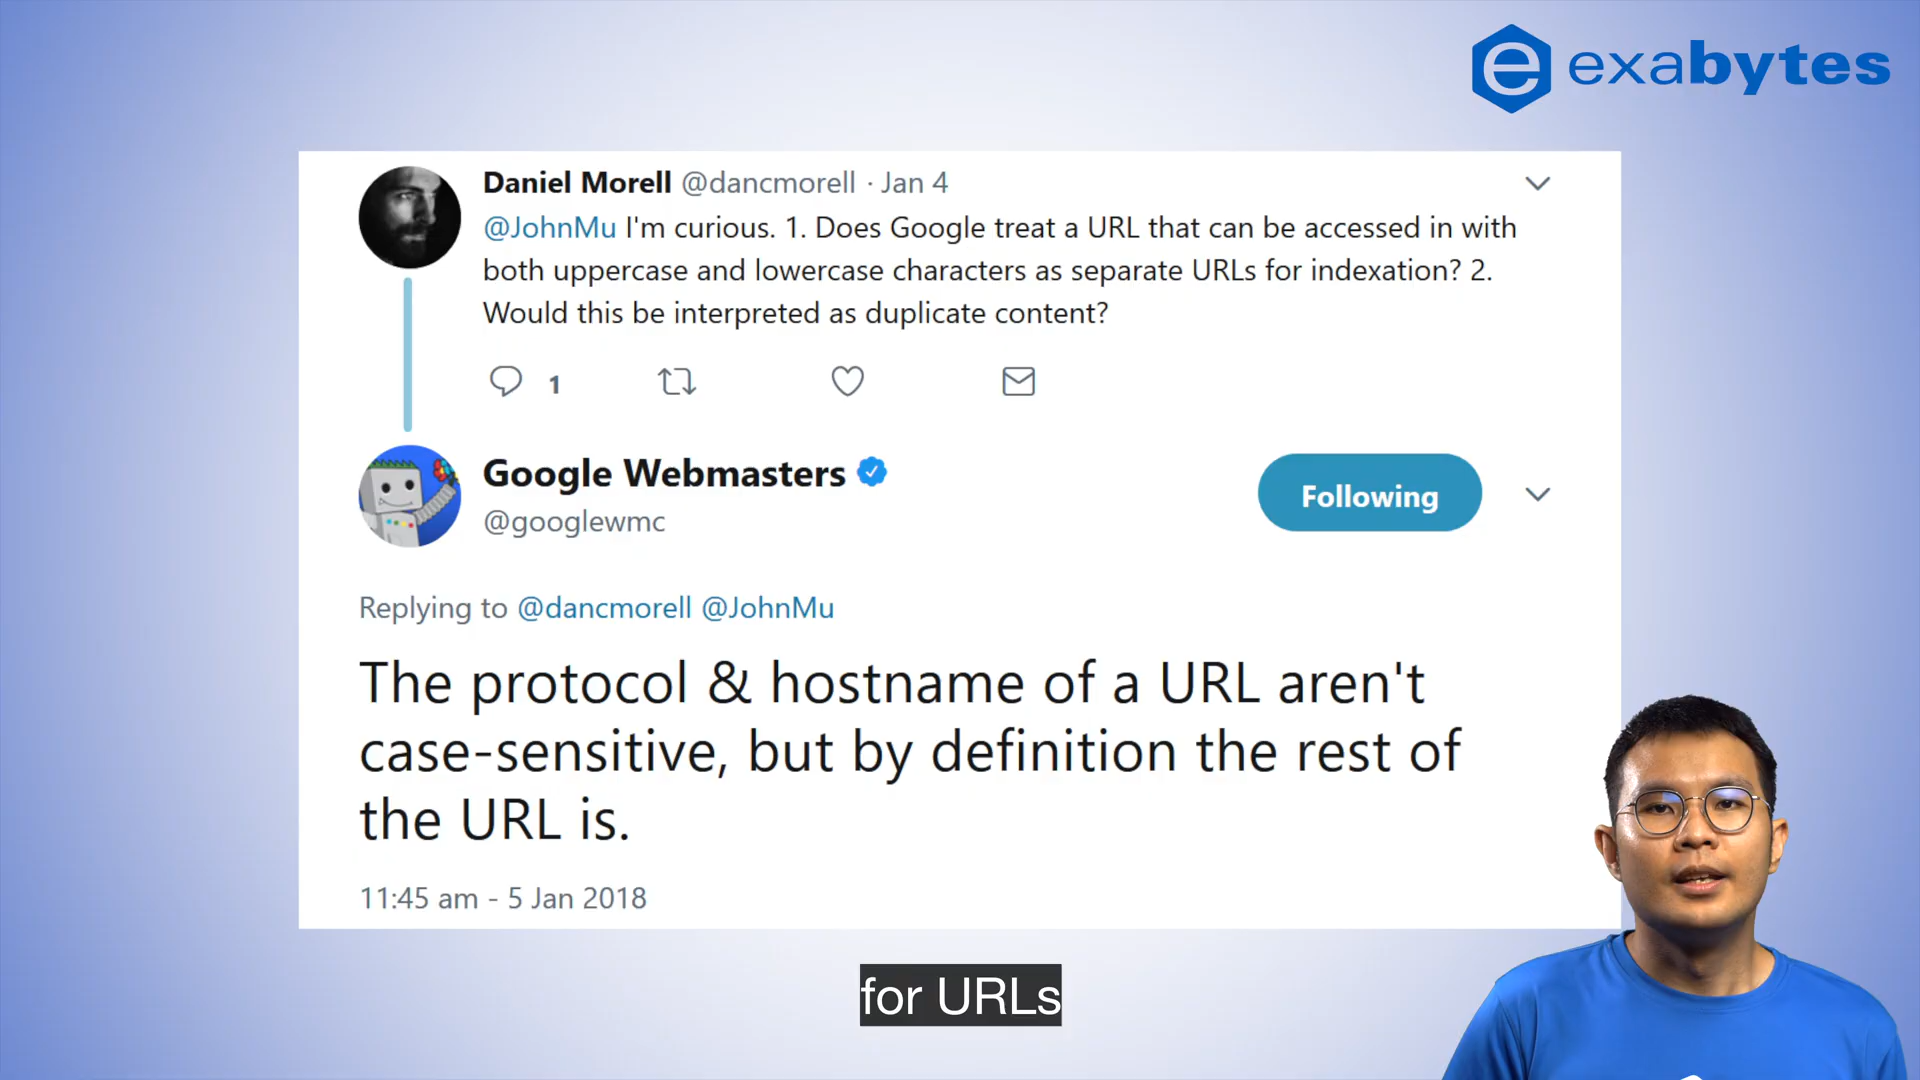 exabytes
Daniel Morell @dancmorell · Jan 4
@JohnMu I'm curious. 1. Does Google treat a URL that can be accessed in with
both uppercase and lowercase characters as separate URLs for indexation? 2.
Would this be interpreted as duplicate content?
1
Google Webmasters
@googlewmc
Following
Replying to @dancmorell @JohnMu
The protocol & hostname of a URL aren't
case-sensitive, but by definition the rest of
the URL is.
11:45 am - 5 Jan 2018
for URLs